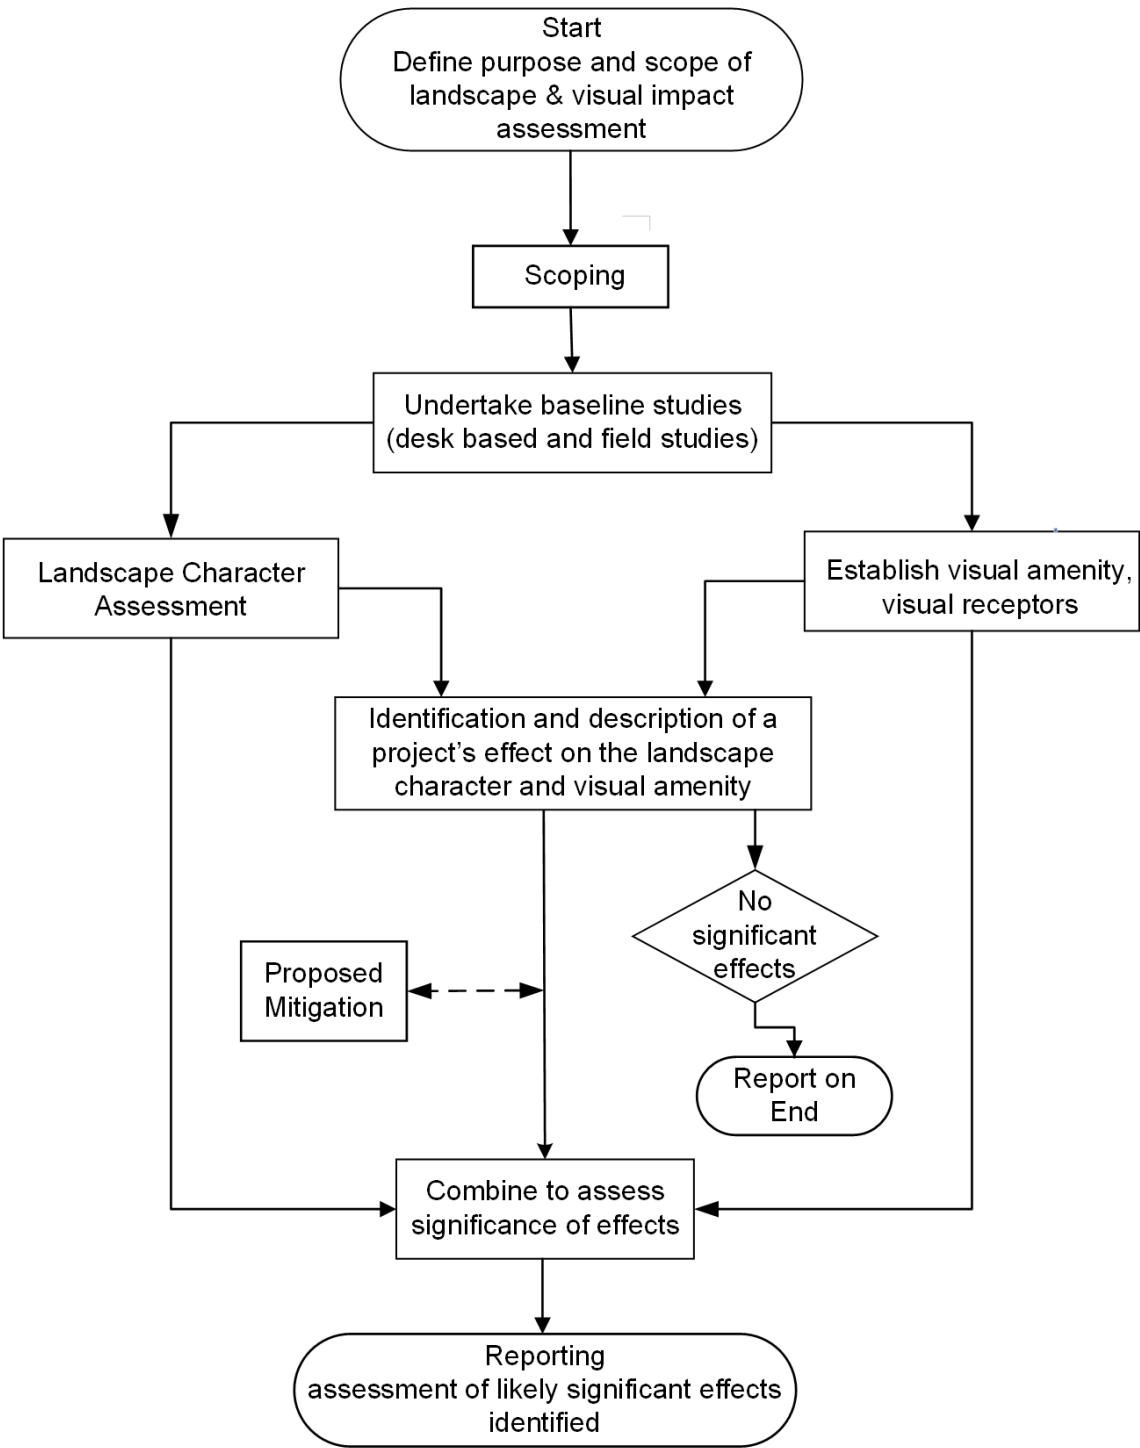 Start
Define purpose and scope of
landscape & visual impact
assessment
Scoping
Undertake baseline studies
(desk based and field studies)
Landscape Character
Assessment
Establish visual amenity,
visual receptors
Identification and description of a
project’s effect on the landscape
character and visual amenity
No
significant
effects
Proposed
Mitigation
Report on
End
Combine to assess
significance of effects
Reporting
assessment of likely significant effects
identified